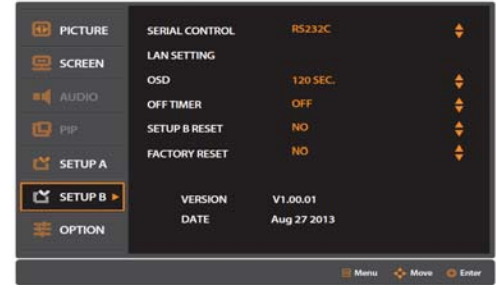 PICTURE
SCREEN
AUDIO
PIP
SETUP A
SETUP B
OPTION
SERIAL CONTROL RS232C
LAN SETTING
OSD 120 SEC.
OFF TIMER OFF
SETUP B RESET NO
FACTORY RESET NO
VERSION V1.00.01
DATE Aug 27 2013
Menu Move Enter